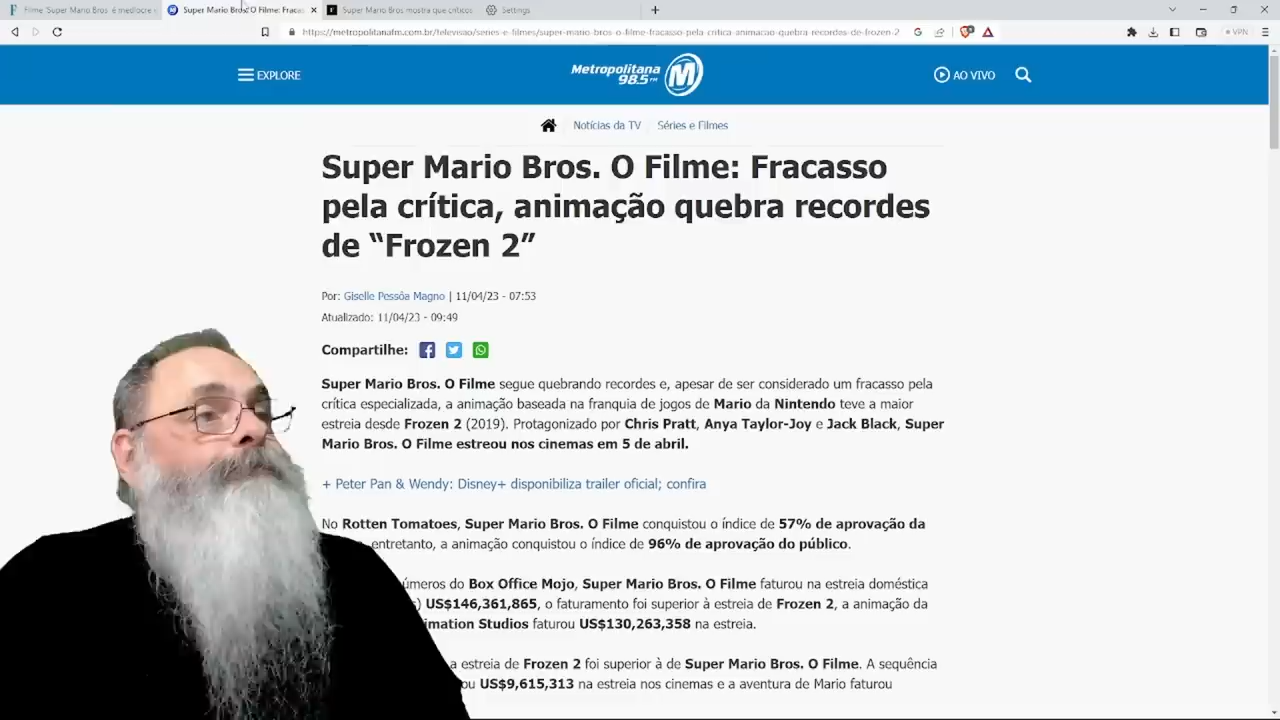 Filme 'Super Mario Bros' é medíocre e
Super Mario Bros. O Filme: Fracas
Super Mario Bros mostra que críticos
Settings
https://metropolitanafm.com.br/televisao/series-e-filmes/super-mario-bros-o-filme-fracasso-pela-critica-animacao-quebra-recordes-de-frozen-2
VPN
EXPLORE
Metropolitana
98.5 FM
M
AO VIVO
Notícias da TV Séries e Filmes
Super Mario Bros. O Filme: Fracasso
pela crítica, animação quebra recordes
de “Frozen 2”
Por: Giselle Pessôa Magno | 11/04/23 - 07:53
Atualizado: 11/04/23 - 09:49
Compartilhe:
Super Mario Bros. O Filme segue quebrando recordes e, apesar de ser considerado um fracasso pela
crítica especializada, a animação baseada na franquia de jogos de Mario da Nintendo teve a maior
estreia desde Frozen 2 (2019). Protagonizado por Chris Pratt, Anya Taylor-Joy e Jack Black, Super
Mario Bros. O Filme estreou nos cinemas em 5 de abril.
+ Peter Pan & Wendy: Disney+ disponibiliza trailer oficial; confira
No Rotten Tomatoes, Super Mario Bros. O Filme conquistou o índice de 57% de aprovação da
entretanto, a animação conquistou o índice de 96% de aprovação do público.
números do Box Office Mojo, Super Mario Bros. O Filme faturou na estreia doméstica
US$146,361,865, o faturamento foi superior à estreia de Frozen 2, a animação da
Animation Studios faturou US$130,263,358 na estreia.
a estreia de Frozen 2 foi superior à de Super Mario Bros. O Filme. A sequência
US$9,615,313 na estreia nos cinemas e a aventura de Mario faturou